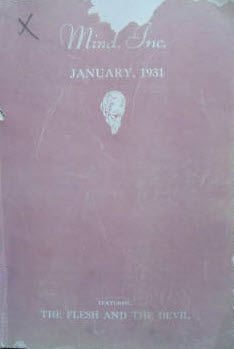 X
Mind, Inc.
JANUARY, 1931
FEATURING
THE FLESH AND THE DEVIL